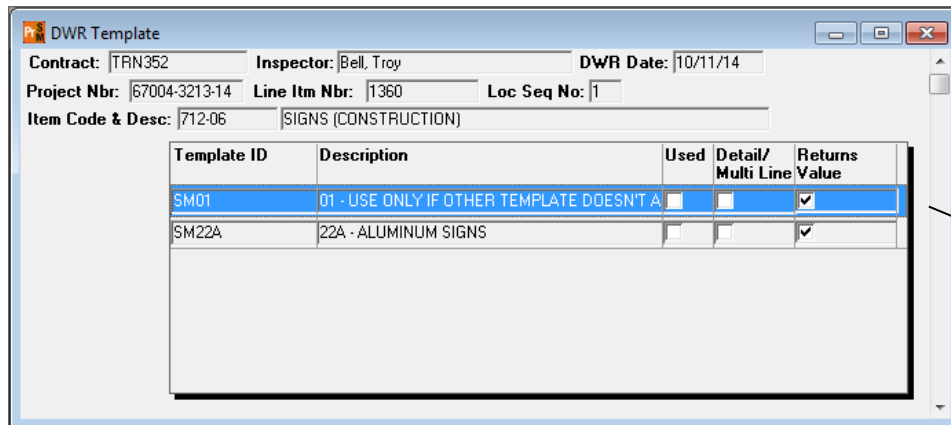 DWR Template
Contract: TRN352 Inspector: Bell, Troy DWR Date: 10/11/14
Project Nbr: 67004-3213-14 Line Itm Nbr: 1360 Loc Seq No: 1
Item Code & Desc: 712-06 SIGNS (CONSTRUCTION)
Template ID Description Used Detail/ Returns
Multi Line Value
SM01 01 - USE ONLY IF OTHER TEMPLATE DOESN'T A
SM22A 22A - ALUMINUM SIGNS